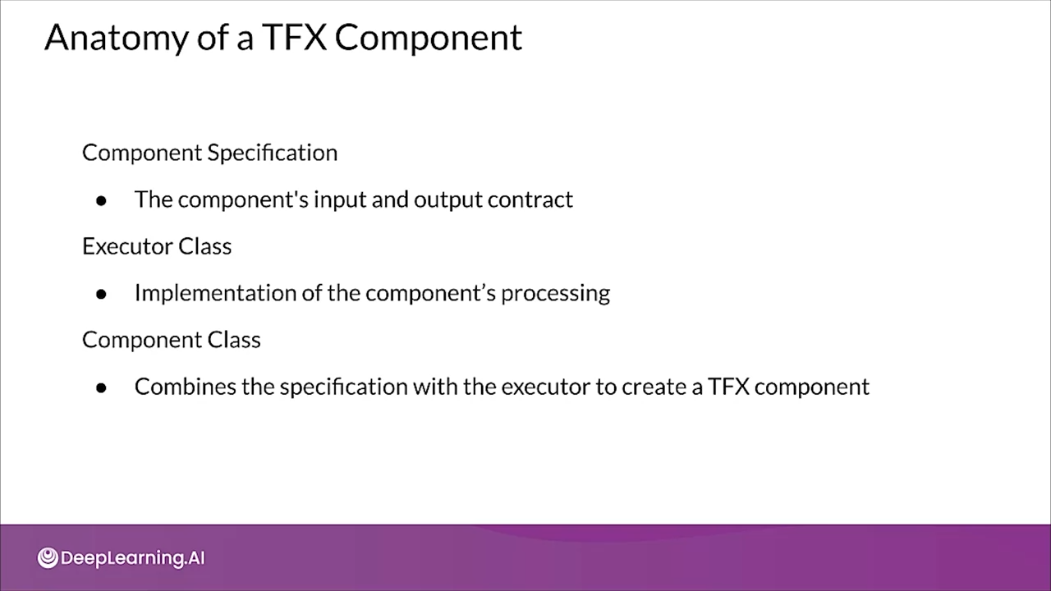 Anatomy of a TFX Component
Component Specification
● The component's input and output contract
Executor Class
● Implementation of the component’s processing
Component Class
● Combines the specification with the executor to create a TFX component
DeepLearning.AI